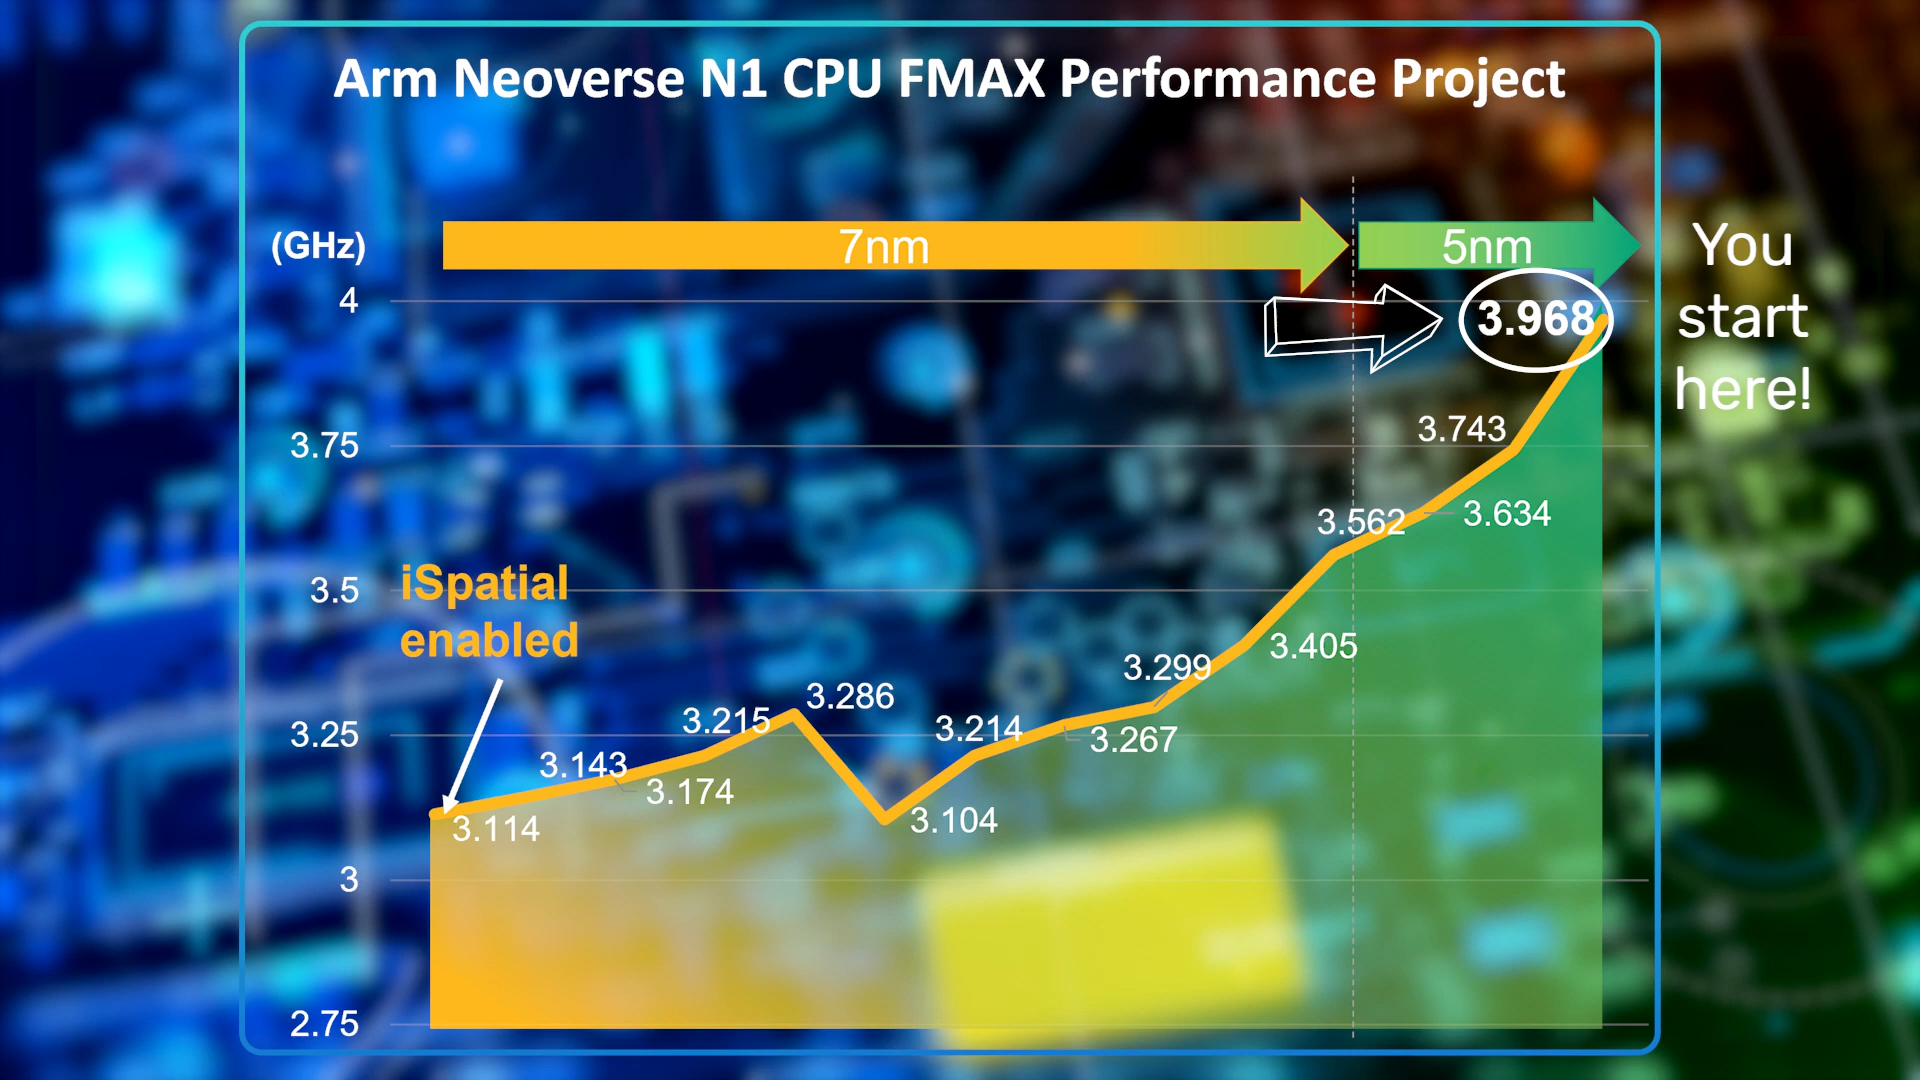 Arm Neoverse N1 CPU FMAX Performance Project
(GHz)
7nm
5nm
You
start
here!
4
3.968
3.75
3.743
3.562
3.634
3.5
iSpatial
enabled
3.405
3.299
3.286
3.215
3.214
3.267
3.25
3.143
3.174
3.114
3.104
3
2.75